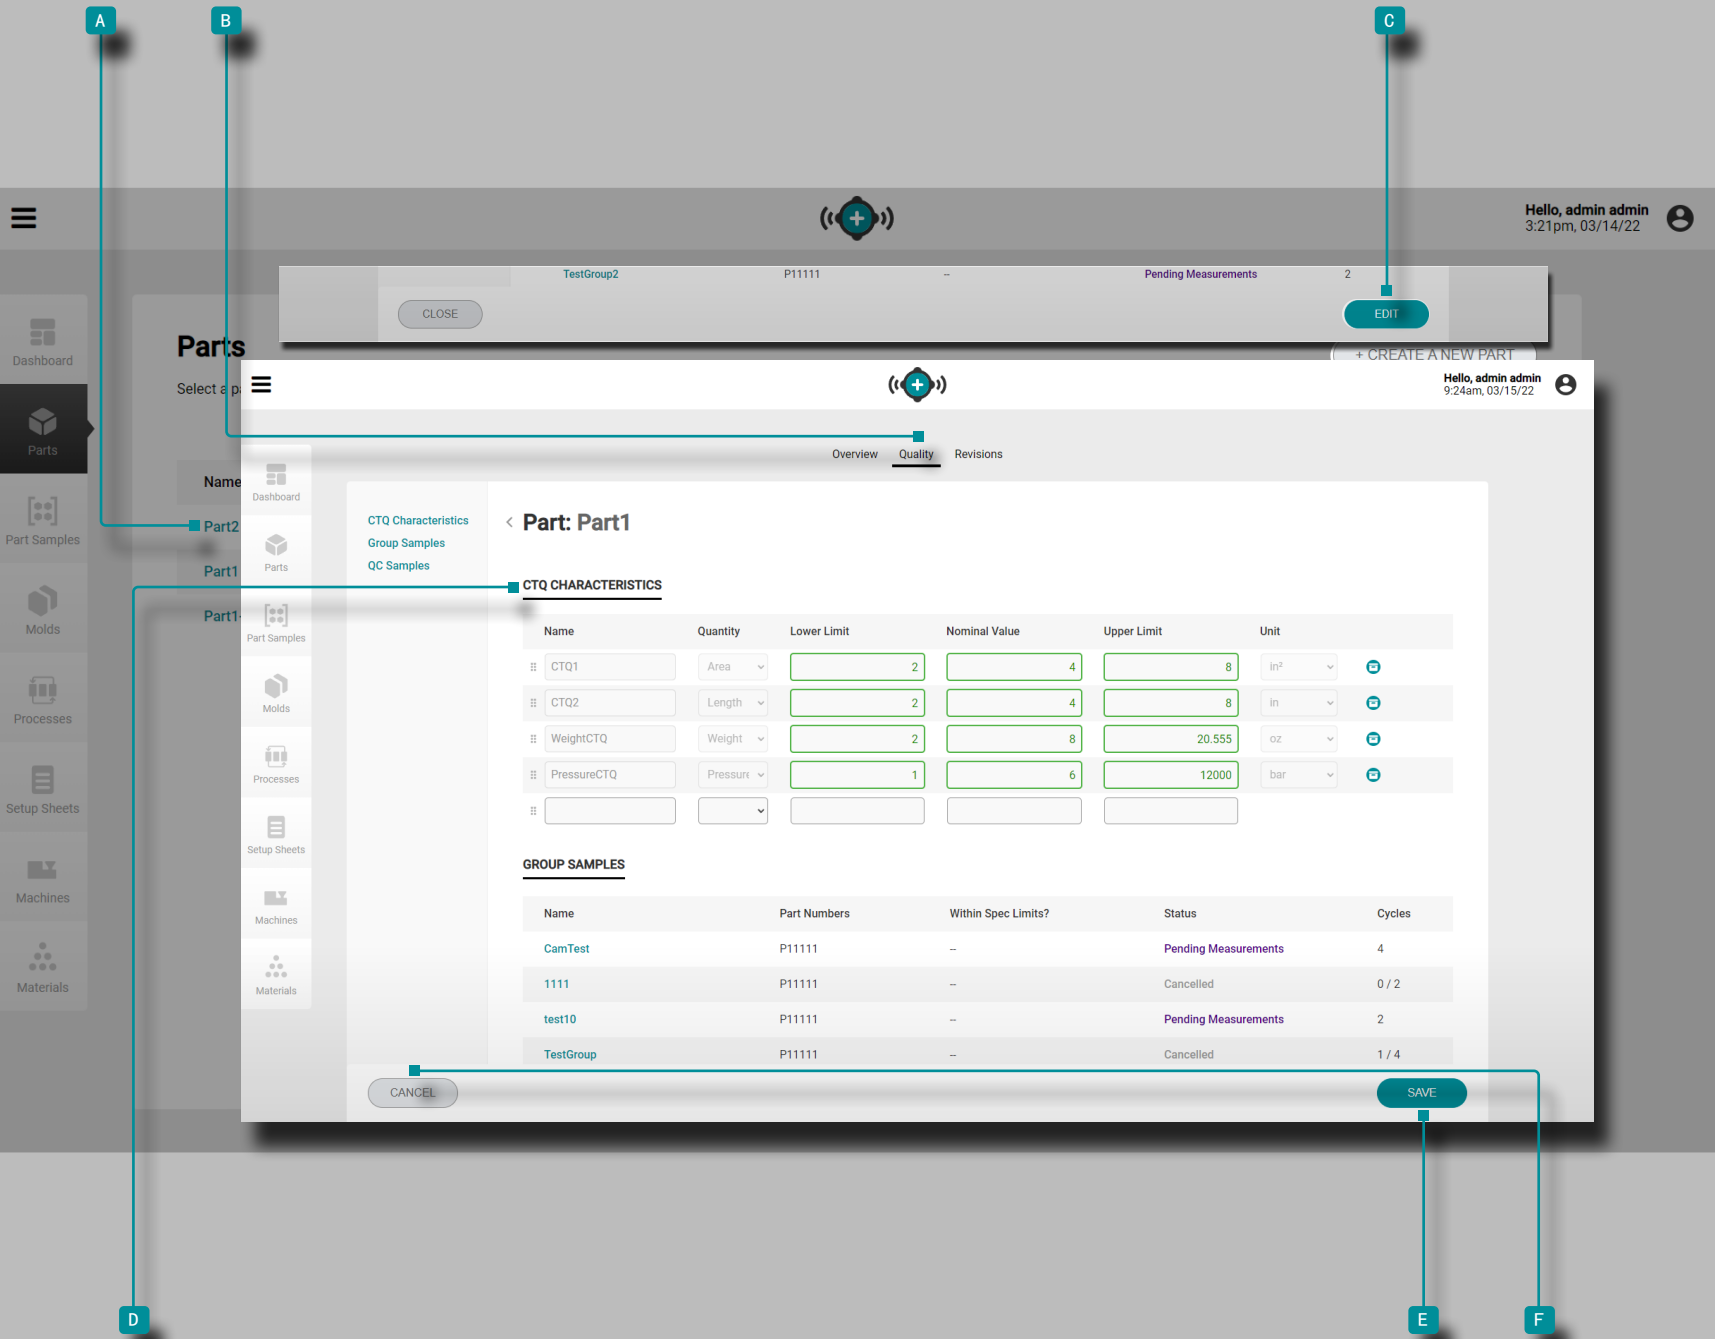 A
B
C
Hello, admin admin
3:21pm, 03/14/22
TestGroup2 P11111 -- Pending Measurements 2
CLOSE
EDIT
Dashboard
Parts
Part Samples
Molds
Processes
Setup Sheets
Machines
Materials
Parts
+ CREATE A NEW PART
Select a p
Name
Part2
Part1
Part1-
Hello, admin admin
9:24am, 03/15/22
Overview Quality Revisions
Dashboard
Parts
Part Samples
Molds
Processes
Setup Sheets
Machines
Materials
CTQ Characteristics
Group Samples
QC Samples
< Part: Part1
CTQ CHARACTERISTICS
Name Quantity Lower Limit Nominal Value Upper Limit Unit
CTQ1 Area 2 4 8 in²
CTQ2 Length 2 4 8 in
WeightCTQ Weight 2 8 20.555 oz
PressureCTQ Pressure 1 6 12000 bar
GROUP SAMPLES
Name Part Numbers Within Spec Limits? Status Cycles
CamTest P11111 -- Pending Measurements 4
1111 P11111 -- Cancelled 0 / 2
test10 P11111 -- Pending Measurements 2
TestGroup P11111 -- Cancelled 1 / 4
CANCEL
SAVE
D
E
F